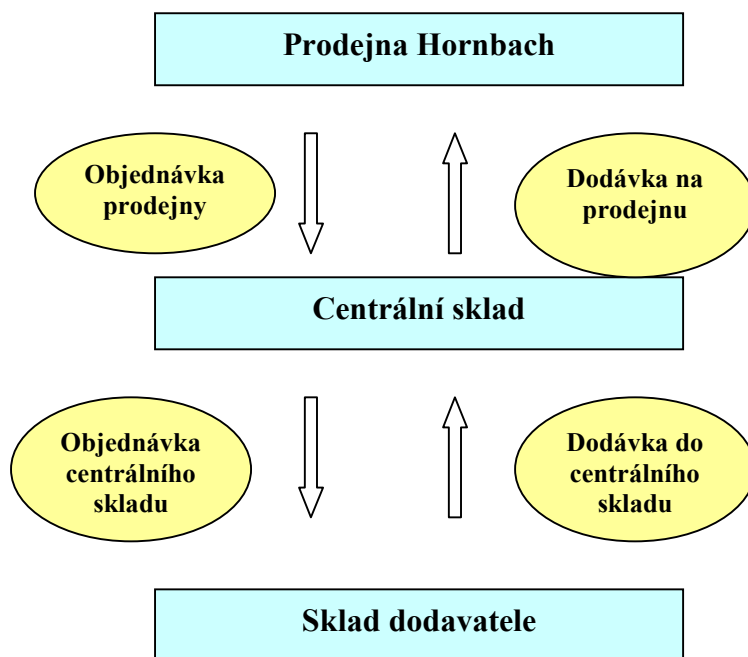 Prodejna Hornbach
Objednávka
prodejny
Dodávka na
prodejnu
Centrální sklad
Objednávka
centrálního
skladu
Dodávka do
centrálního
skladu
Sklad dodavatele